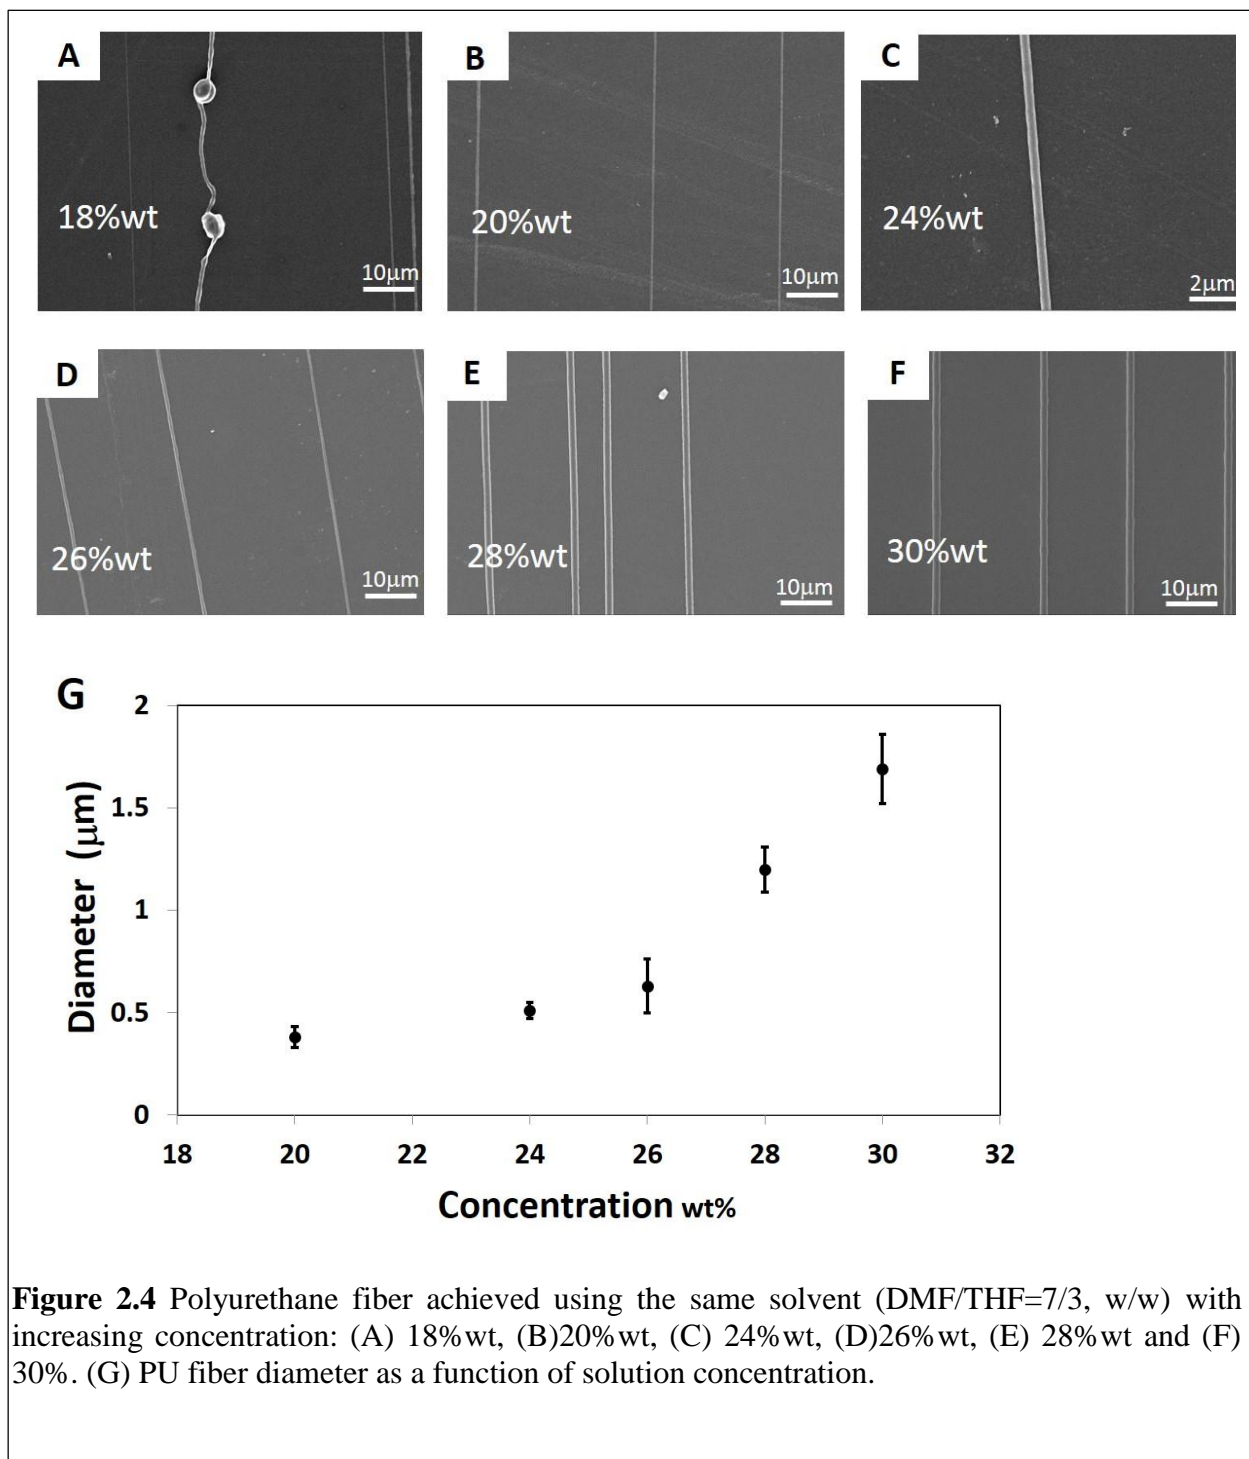 A
18%wt
10μm
B
20%wt
10μm
C
24%wt
2μm
D
26%wt
10μm
E
28%wt
10μm
F
30%wt
10μm
G
Diameter (μm)
2
1.5
1
0.5
0
18 20 22 24 26 28 30 32
Concentration wt%
Figure 2.4 Polyurethane fiber achieved using the same solvent (DMF/THF=7/3, w/w) with
increasing concentration: (A) 18%wt, (B)20%wt, (C) 24%wt, (D)26%wt, (E) 28%wt and (F)
30%. (G) PU fiber diameter as a function of solution concentration.